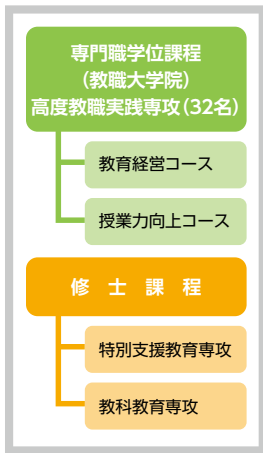 専門職学位課程
(教職大学院)
高度教職実践専攻(32名)
教育経営コース
授業力向上コース
修　士　課　程
特別支援教育専攻
教科教育専攻